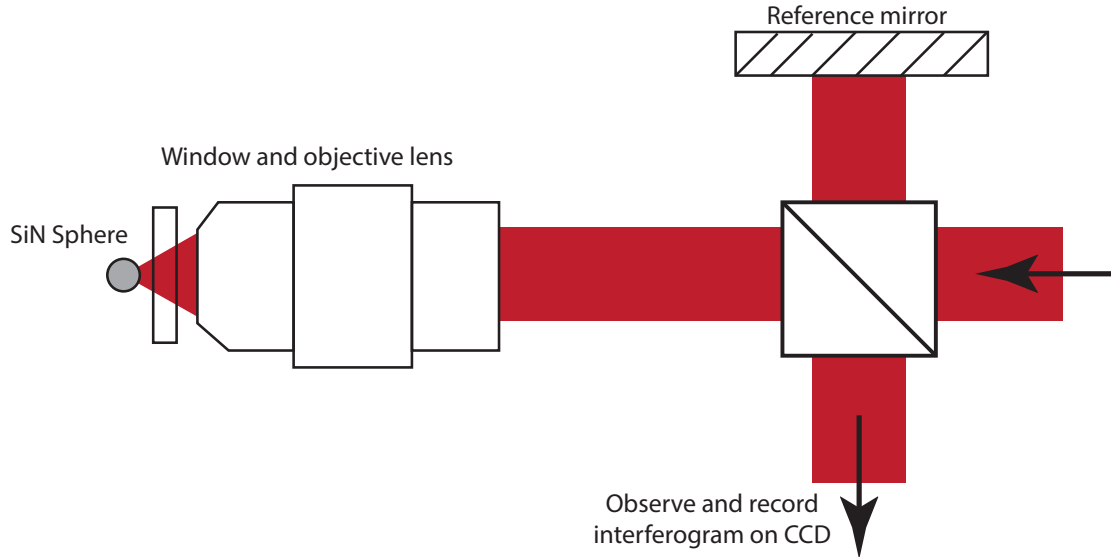 Reference mirror
Window and objective lens
SiN Sphere
Observe and record
interferogram on CCD